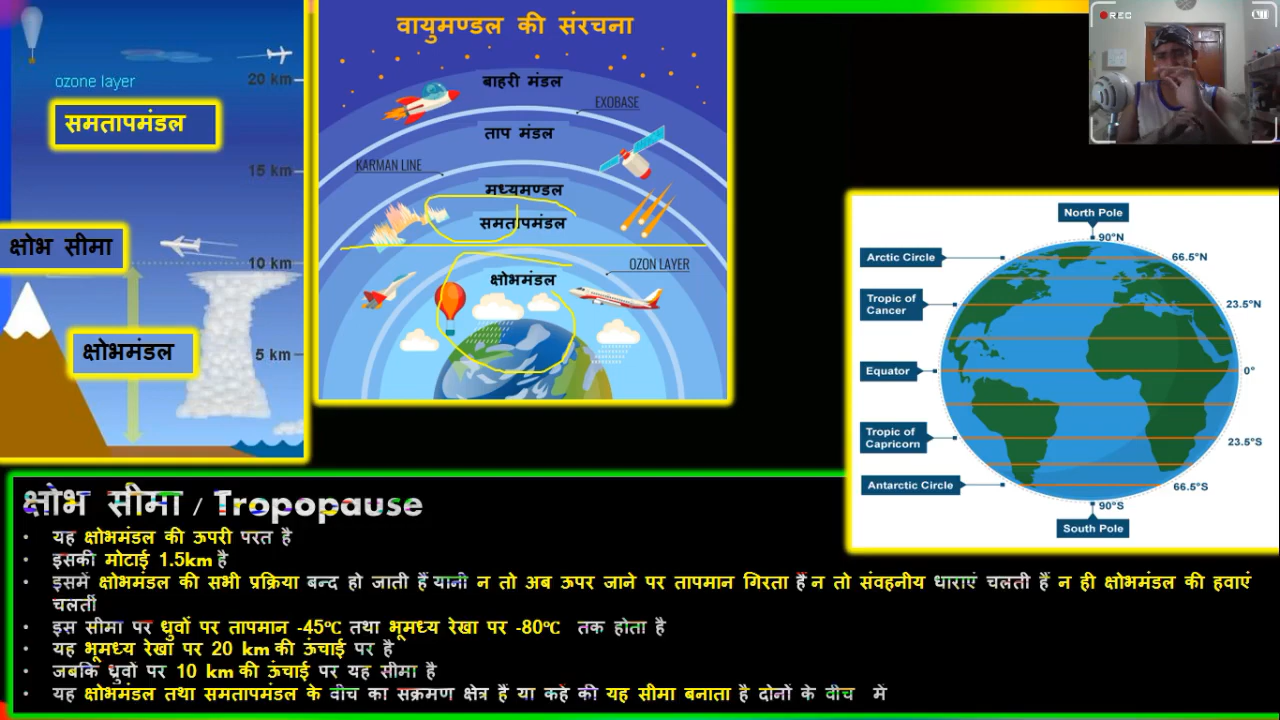 ozone layer
20 km
समतापमंडल
15 km
क्षोभ सीमा
10 km
क्षोभमंडल
5 km
वायुमण्डल की संरचना
बाहरी मंडल
EXOBASE
ताप मंडल
KARMAN LINE
मध्यमण्डल
समतापमंडल
OZON LAYER
क्षोभमंडल
REC
North Pole
90°N
Arctic Circle
66.5°N
Tropic of
Cancer
23.5°N
Equator
0°
Tropic of
Capricorn
23.5°S
Antarctic Circle
66.5°S
90°S
South Pole
क्षोभ सीमा / Tropopause
• यह क्षोभमंडल की ऊपरी परत है
• इसकी मोटाई 1.5km है
• इसमें क्षोभमंडल की सभी प्रक्रिया बन्द हो जाती हैं यानी न तो अब ऊपर जाने पर तापमान गिरता हैं न तो संवहनीय धाराएं चलती हैं न ही क्षोभमंडल की हवाएं
चलतीं
• इस सीमा पर ध्रुवों पर तापमान -45°C तथा भूमध्य रेखा पर -80°C तक होता है
• यह भूमध्य रेखा पर 20 km की ऊंचाई पर है
• जबकि ध्रुवों पर 10 km की ऊंचाई पर यह सीमा है
• यह क्षोभमंडल तथा समतापमंडल के वीच का सक्रमण क्षेत्र हैं या कहें की यह सीमा बनाता है दोनों के वीच में